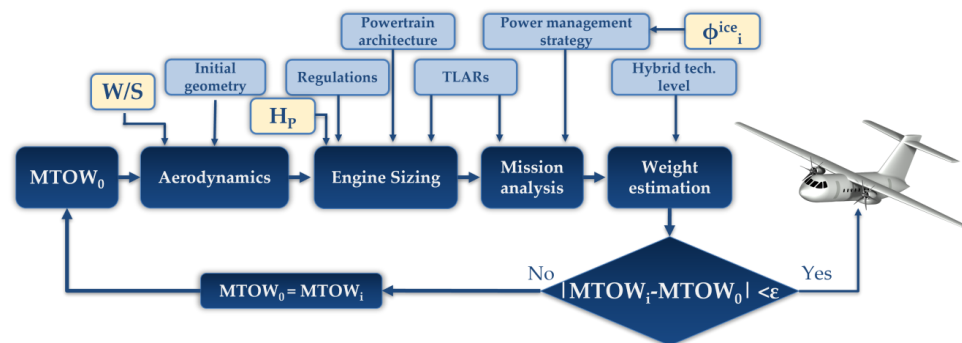 Powertrain
architecture
Power management
strategy
ϕ^ice_i
Initial
geometry
Regulations
TLARs
Hybrid tech.
level
W/S
H_P
MTOW_0
Aerodynamics
Engine Sizing
Mission
analysis
Weight
estimation
No
Yes
MTOW_0 = MTOW_i
|MTOW_i-MTOW_0| <ε